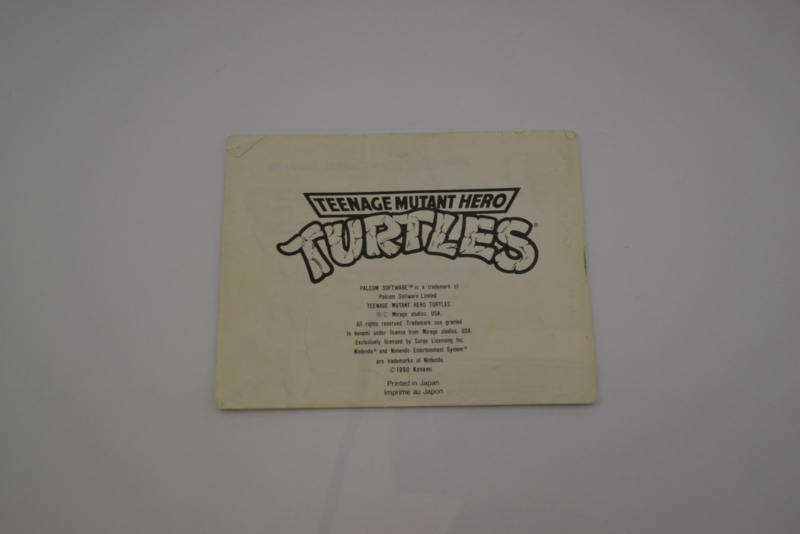 TEENAGE MUTANT HERO
TURTLES®
PALCOM SOFTWARE™ is a trademark of
Palcom Software Limited.
TEENAGE MUTANT HERO TURTLES.
®© Mirage studios, USA.
All rights reserved. Trademark use granted
to konami under license from Mirage studios, USA.
Exclusively licensed by Surge Licensing Inc.
Nintendo® and Nintendo Entertainment System®
are trademarks of Nintendo.
©1990 Konami
Printed in Japan
Imprime au Japon